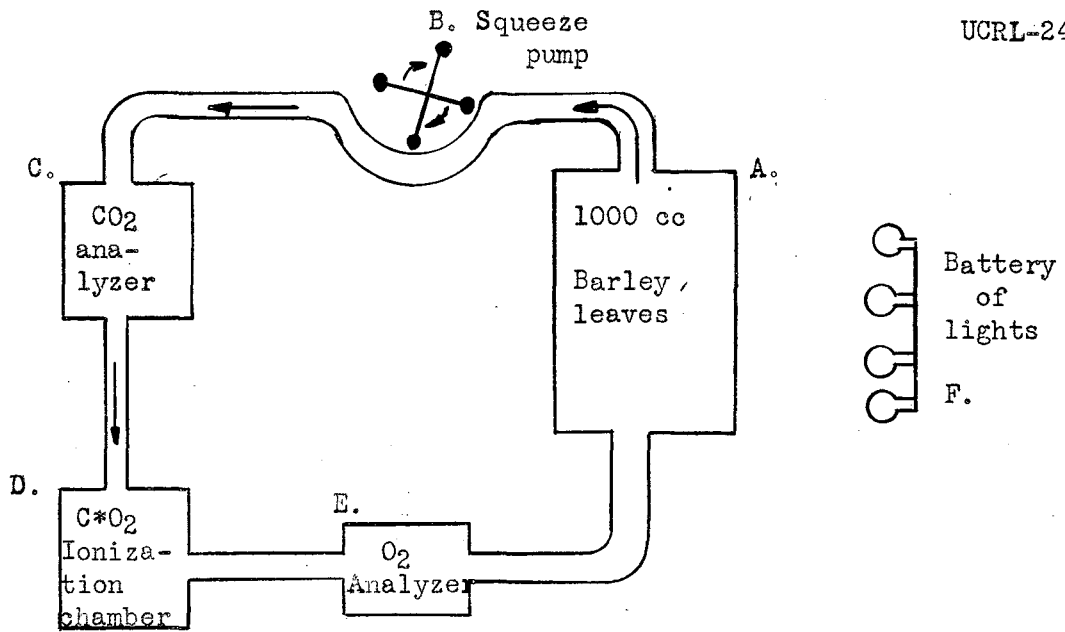 UCRL-24
B. Squeeze
pump
C.
A.
CO2
ana-
lyzer
1000 cc
Barley
leaves
Battery
of
lights
F.
D.
C*O2
Ioniza-
tion
chamber
E.
O2
Analyzer